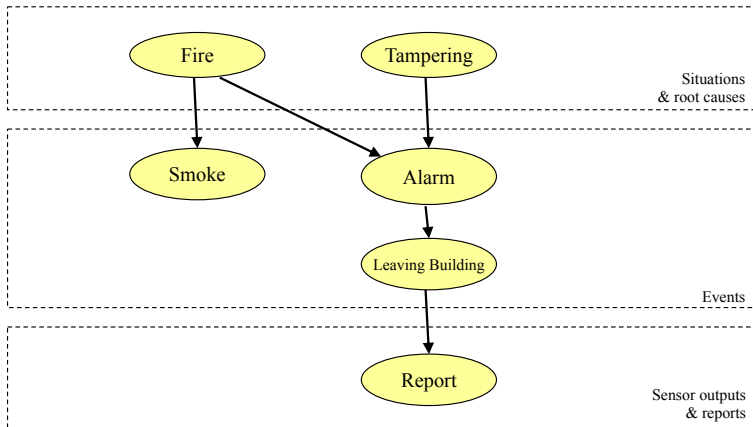 Fire
Tampering
Situations
& root causes
Smoke
Alarm
Leaving Building
Events
Report
Sensor outputs
& reports